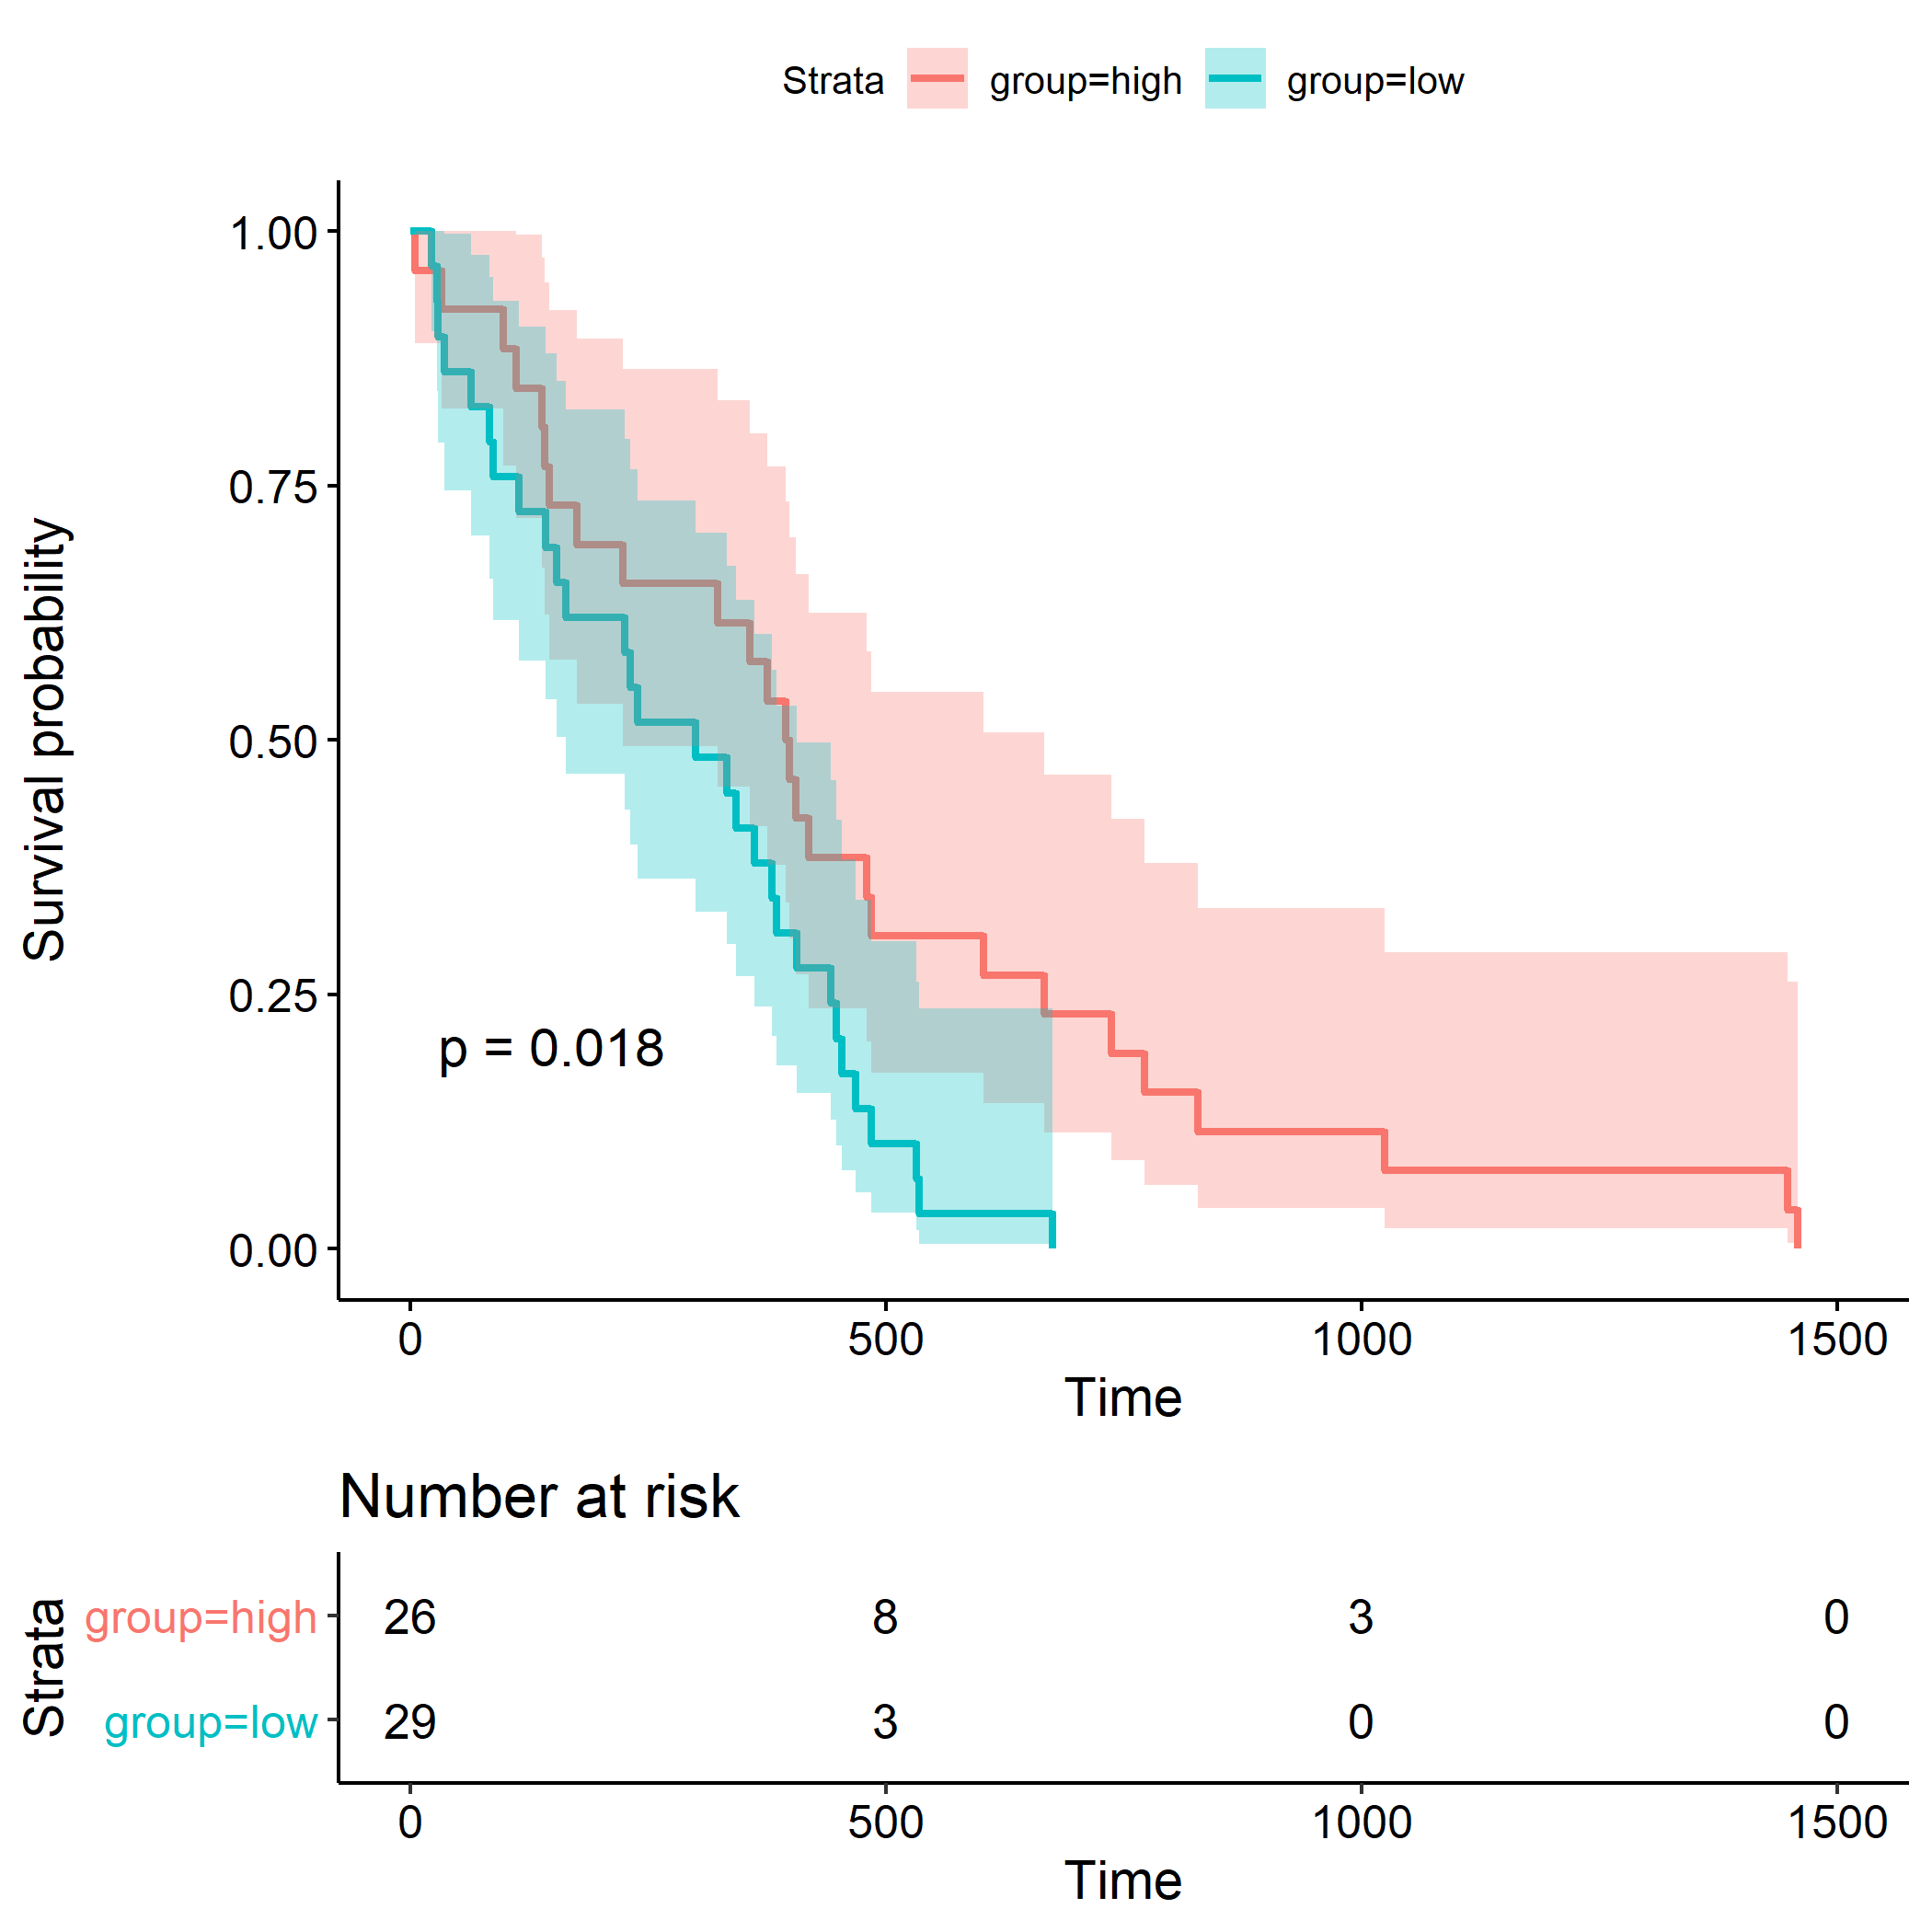 Strata group=high group=low
Survival probability
1.00
0.75
0.50
0.25
0.00
p = 0.018
0 500 1000 1500
Time
Number at risk
Strata
group=high 26 8 3 0
group=low 29 3 0 0
0 500 1000 1500
Time